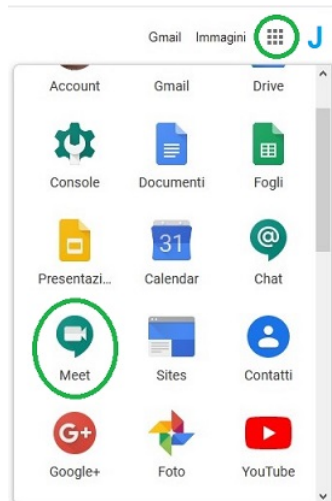 Gmail Immagini J
Account Gmail Drive
Console Documenti Fogli
31
@
Presentazi... Calendar Chat
Meet Sites Contatti
G+
Google+ Foto YouTube